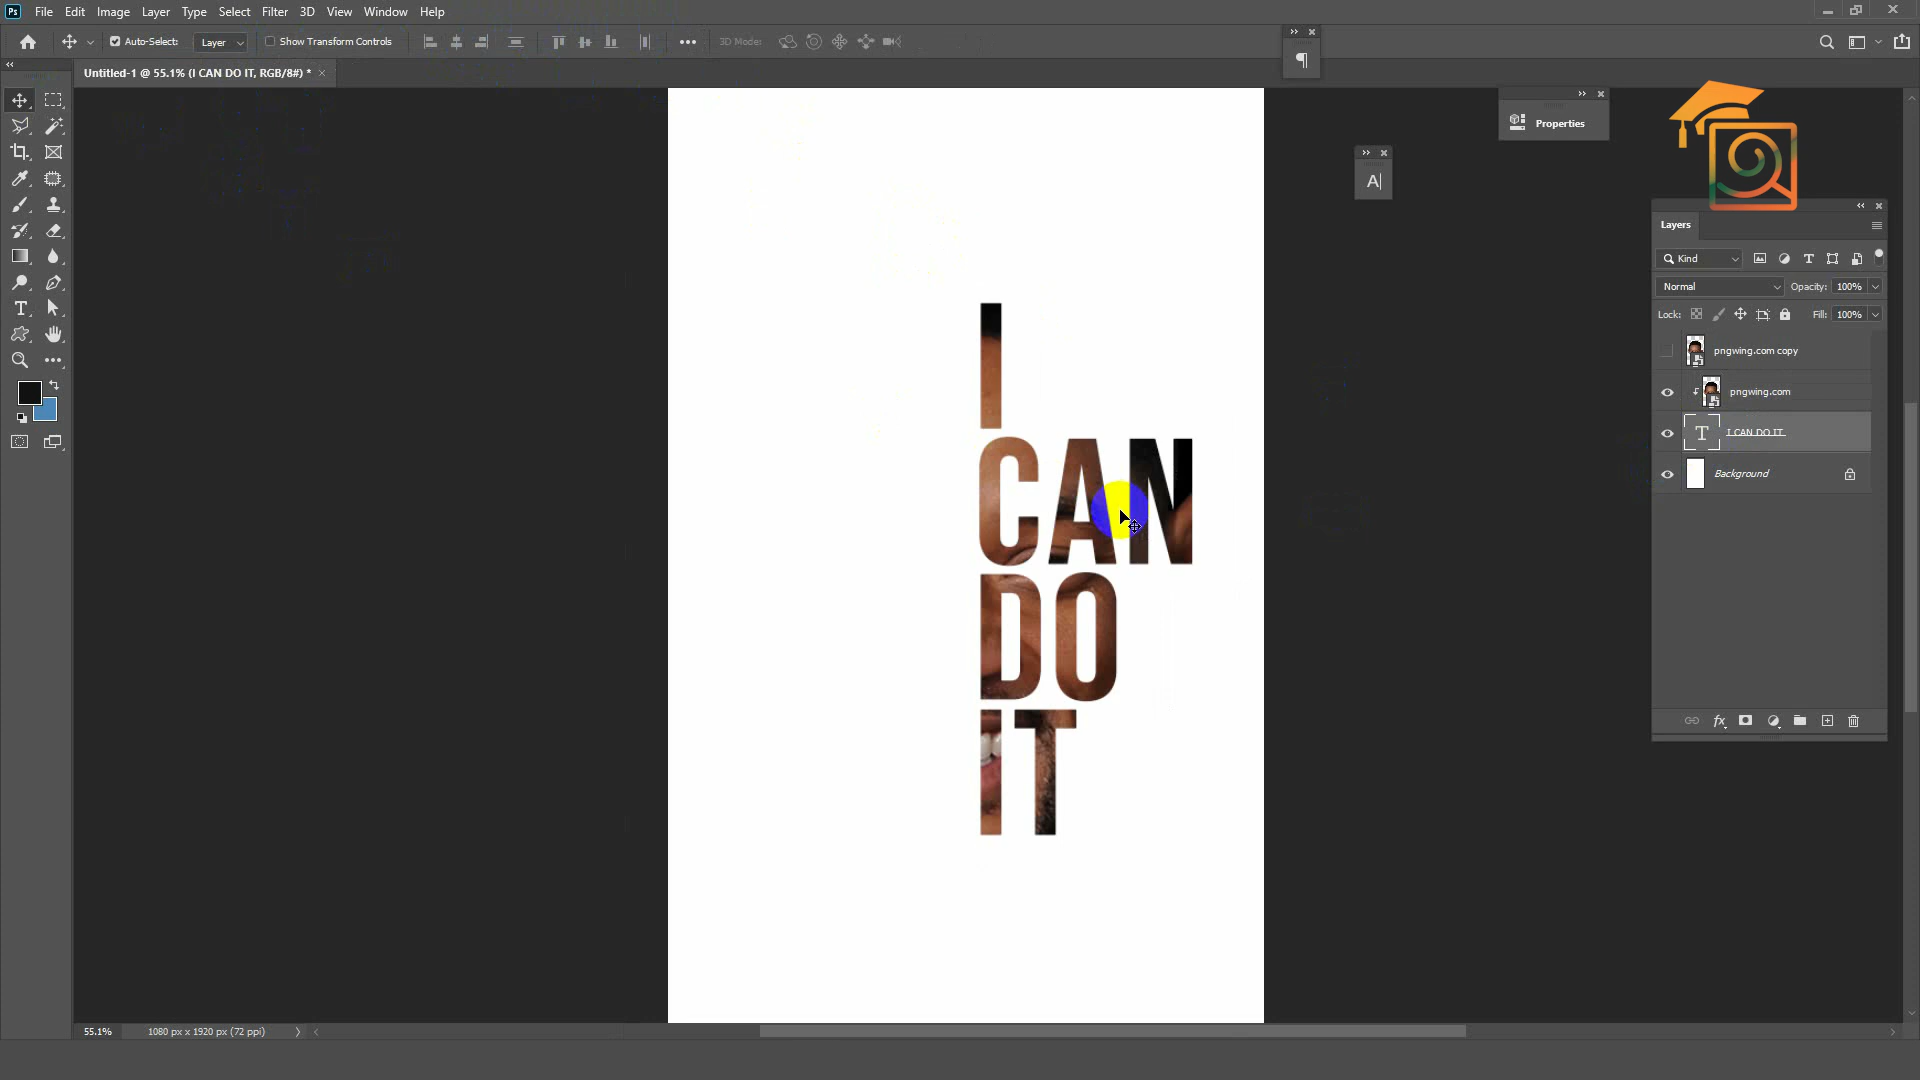 Ps File Edit Image Layer Type Select Filter 3D View Window Help
Auto-Select: Layer Show Transform Controls 3D Mode:
Untitled-1 @ 55.1% (I CAN DO IT, RGB/8#) *
Properties
A
Layers
Kind
Normal Opacity: 100%
Lock: Fill: 100%
pngwing.com copy
pngwing.com
T I CAN DO IT
Background
I
CAN
DO
IT
fx
55.1% 1080 px x 1920 px (72 ppi)